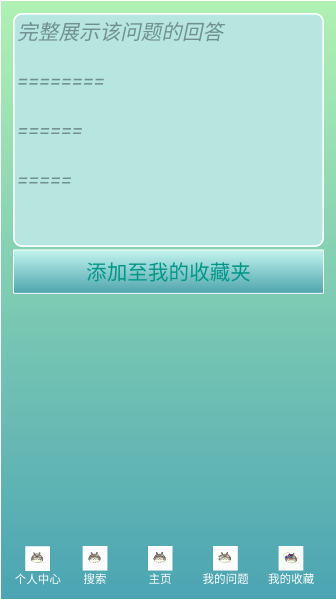 完整展示该问题的回答
========
======
=====
添加至我的收藏夹
个人中心 搜索 主页 我的问题 我的收藏